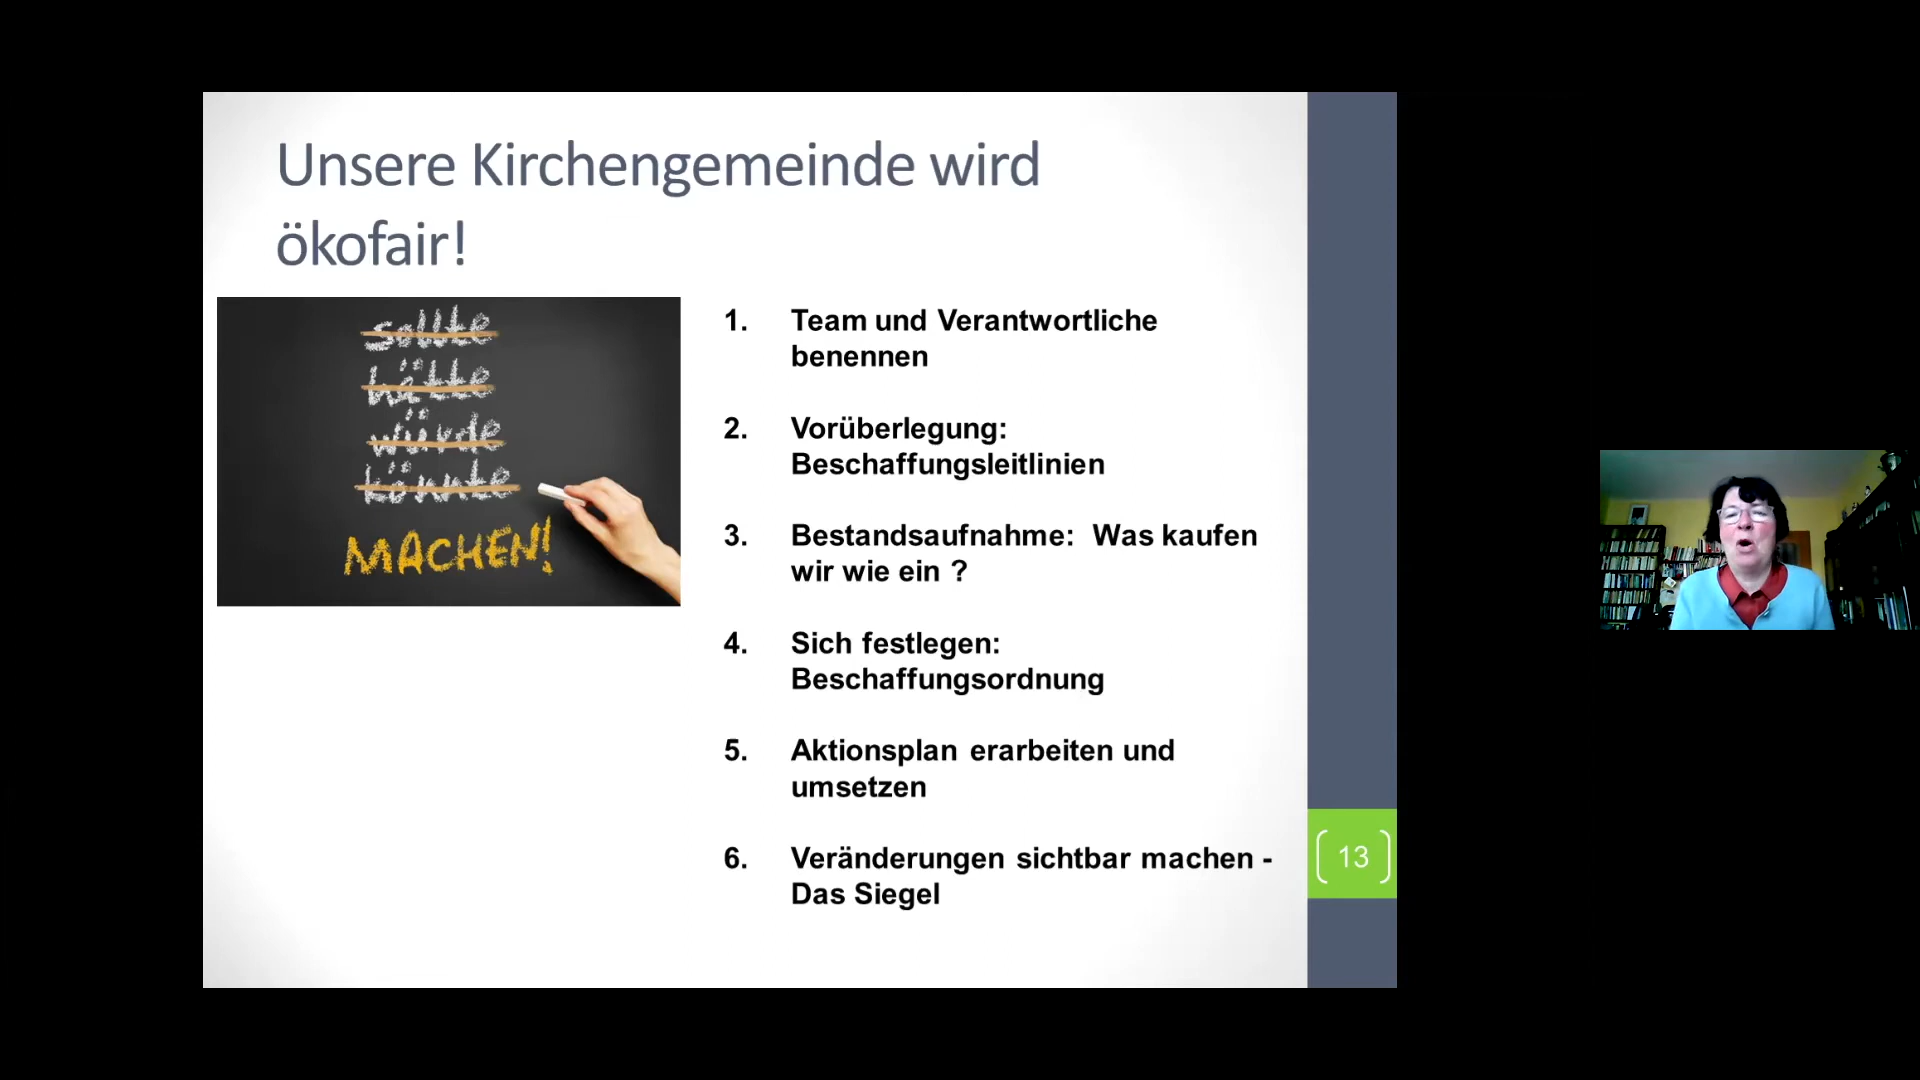 Unsere Kirchengemeinde wird
ökofair!
sollte
hätte
würde
könnte
MACHEN!
1. Team und Verantwortliche
benennen
2. Vorüberlegung:
Beschaffungsleitlinien
3. Bestandsaufnahme: Was kaufen
wir wie ein ?
4. Sich festlegen:
Beschaffungsordnung
5. Aktionsplan erarbeiten und
umsetzen
6. Veränderungen sichtbar machen -
Das Siegel
13